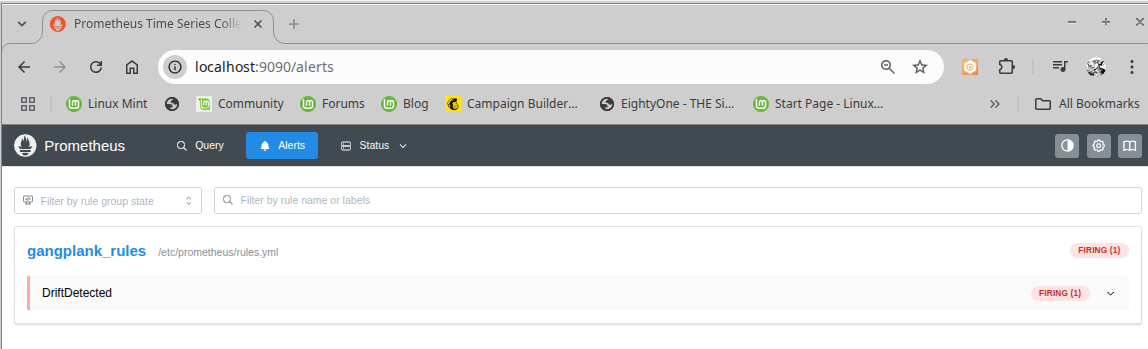 Prometheus Time Series Colle
localhost:9090/alerts
Linux Mint Community Forums Blog Campaign Builder... EightyOne - THE Si... Start Page - Linux... All Bookmarks
Prometheus Query Alerts Status
Filter by rule group state Filter by rule name or labels
gangplank_rules /etc/prometheus/rules.yml FIRING (1)
DriftDetected FIRING (1)